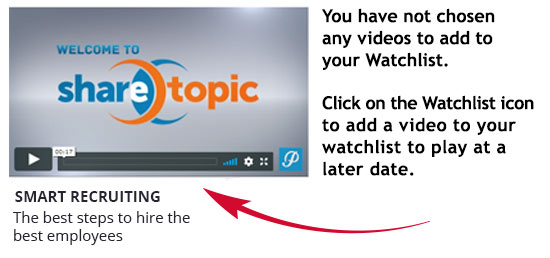 WELCOME TO
share topic
00:17
SMART RECRUITING
The best steps to hire the
best employees
You have not chosen
any videos to add to
your Watchlist.
Click on the Watchlist icon
to add a video to your
watchlist to play at a
later date.